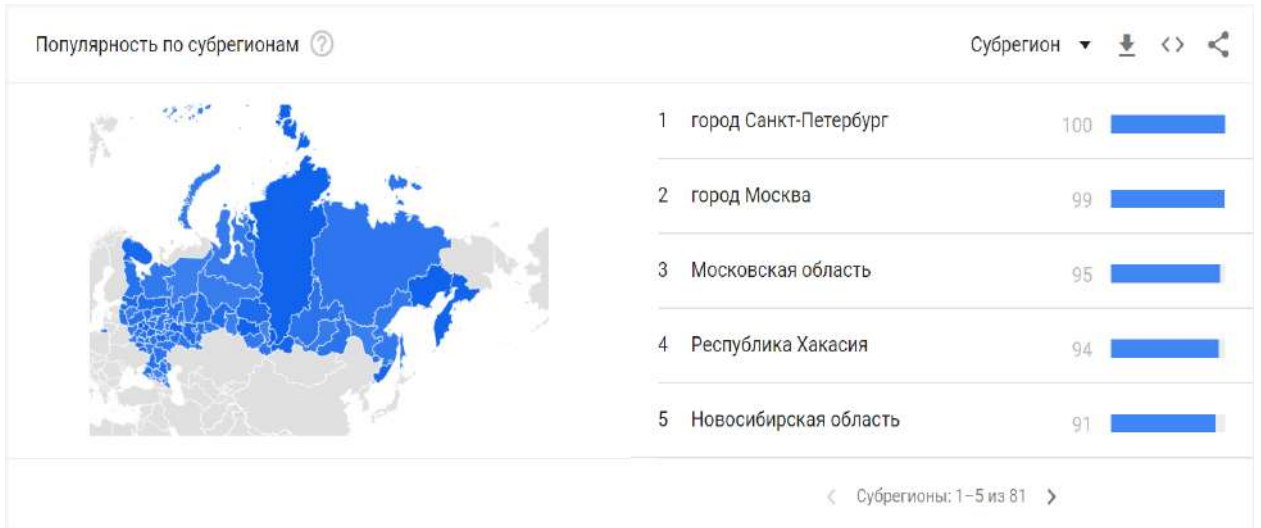 Популярность по субрегионам ?
Субрегион
1 город Санкт-Петербург 100
2 город Москва 99
3 Московская область 95
4 Республика Хакасия 94
5 Новосибирская область 91
Субрегионы: 1–5 из 81